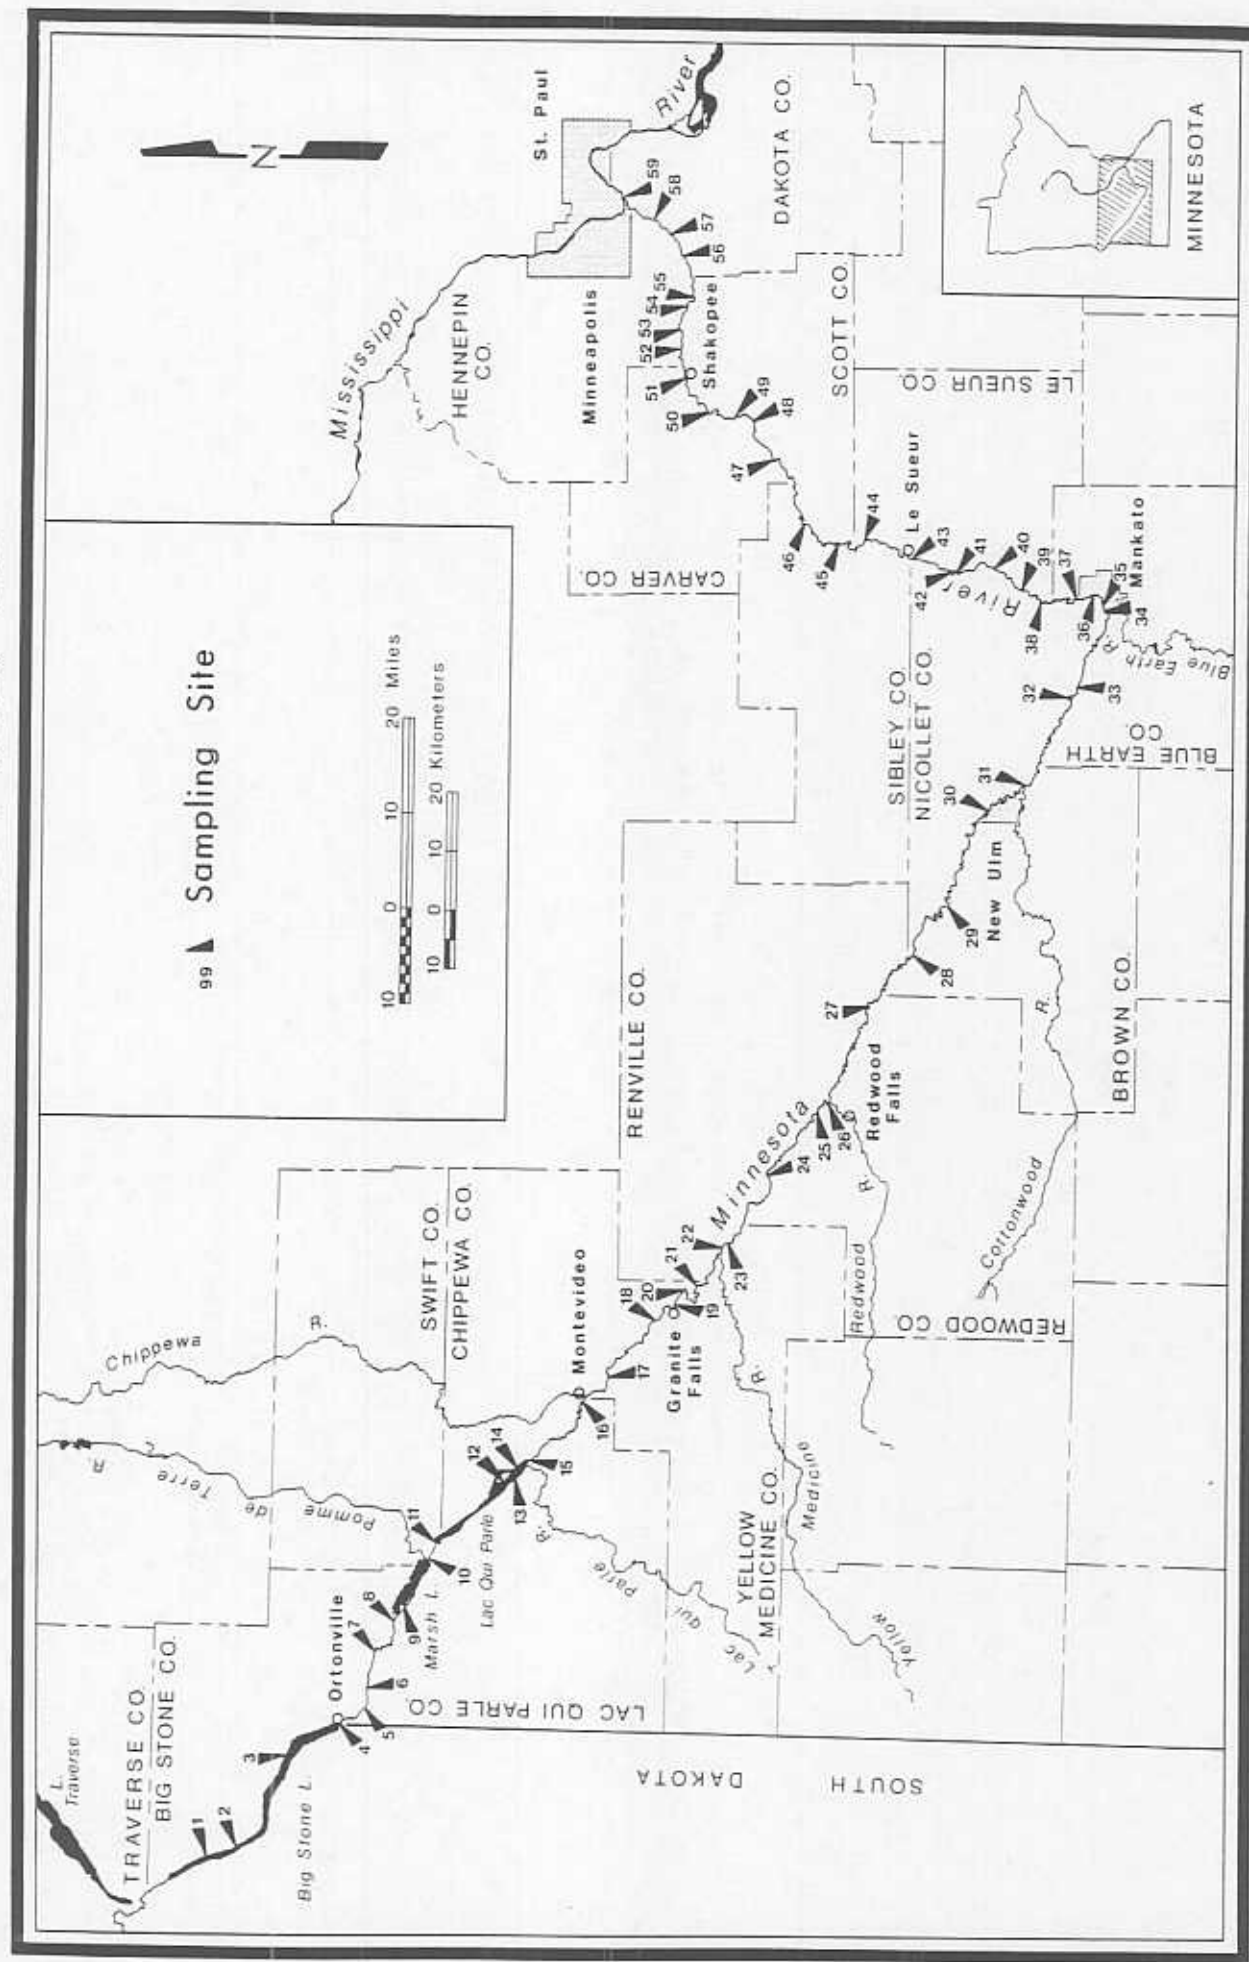 99 Sampling Site
10 0 10 20 Miles
10 0 10 20 Kilometers
N
MINNESOTA
L.
Traverse
TRAVERSE CO.
BIG STONE CO.
Big Stone L.
Ortonville
Marsh L.
Lac Qui Parle
LAC QUI PARLE CO.
SOUTH
DAKOTA
Pomme
de
Terre
R.
Chippewa
R.
SWIFT CO.
CHIPPEWA CO.
Montevideo
Granite
Falls
Lac
Qui
Parle
R.
YELLOW
MEDICINE CO.
Yellow
Medicine
R.
Minnesota
River
RENVILLE CO.
Redwood
Falls
Redwood
R.
REDWOOD CO.
Cottonwood
R.
BROWN CO.
New Ulm
SIBLEY CO.
NICOLLET CO.
BLUE EARTH
CO.
Blue Earth
R.
Mankato
Le Sueur
LE SUEUR CO.
CARVER CO.
SCOTT CO.
Shakopee
DAKOTA CO.
HENNEPIN
CO.
Minneapolis
St. Paul
Mississippi
River
1
2
3
4
5
6
7
8
9
10
11
12
13
14
15
16
17
18
19
20
21
22
23
24
25
26
27
28
29
30
31
32
33
34
35
36
37
38
39
40
41
42
43
44
45
46
47
48
49
50
51
52
53
54
55
56
57
58
59